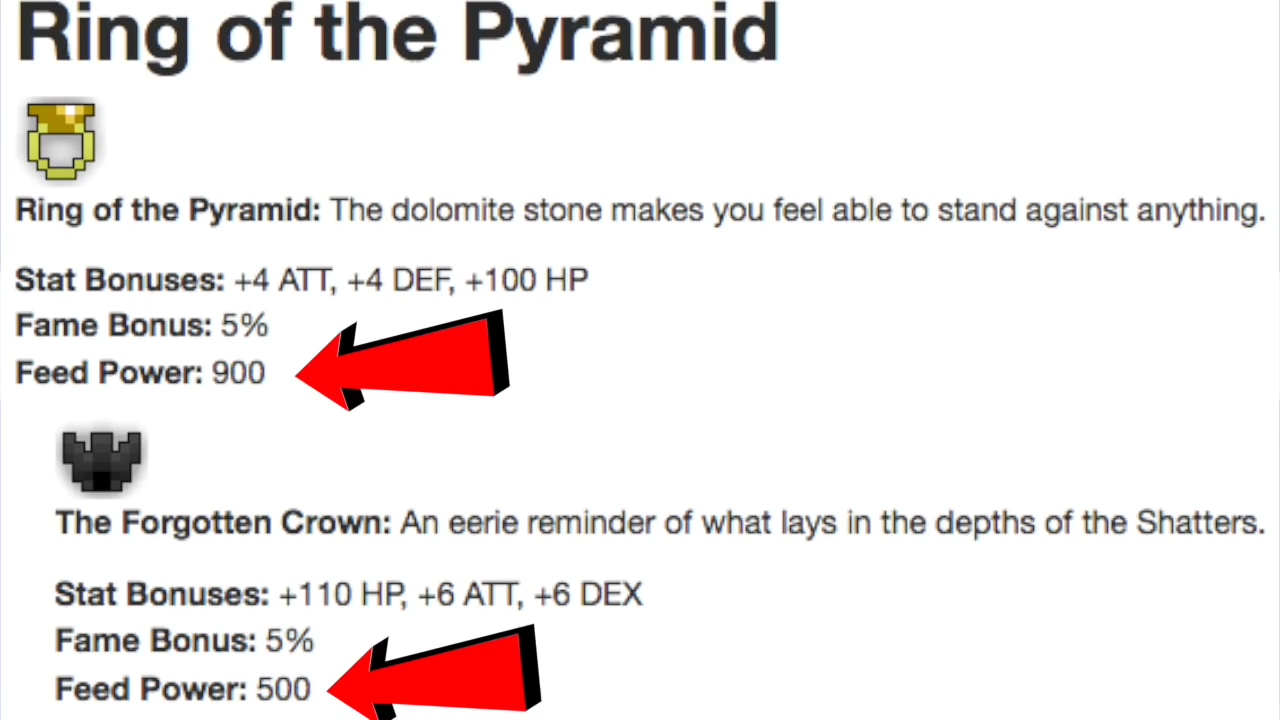 Ring of the Pyramid
Ring of the Pyramid: The dolomite stone makes you feel able to stand against anything.
Stat Bonuses: +4 ATT, +4 DEF, +100 HP
Fame Bonus: 5%
Feed Power: 900
The Forgotten Crown: An eerie reminder of what lays in the depths of the Shatters.
Stat Bonuses: +110 HP, +6 ATT, +6 DEX
Fame Bonus: 5%
Feed Power: 500